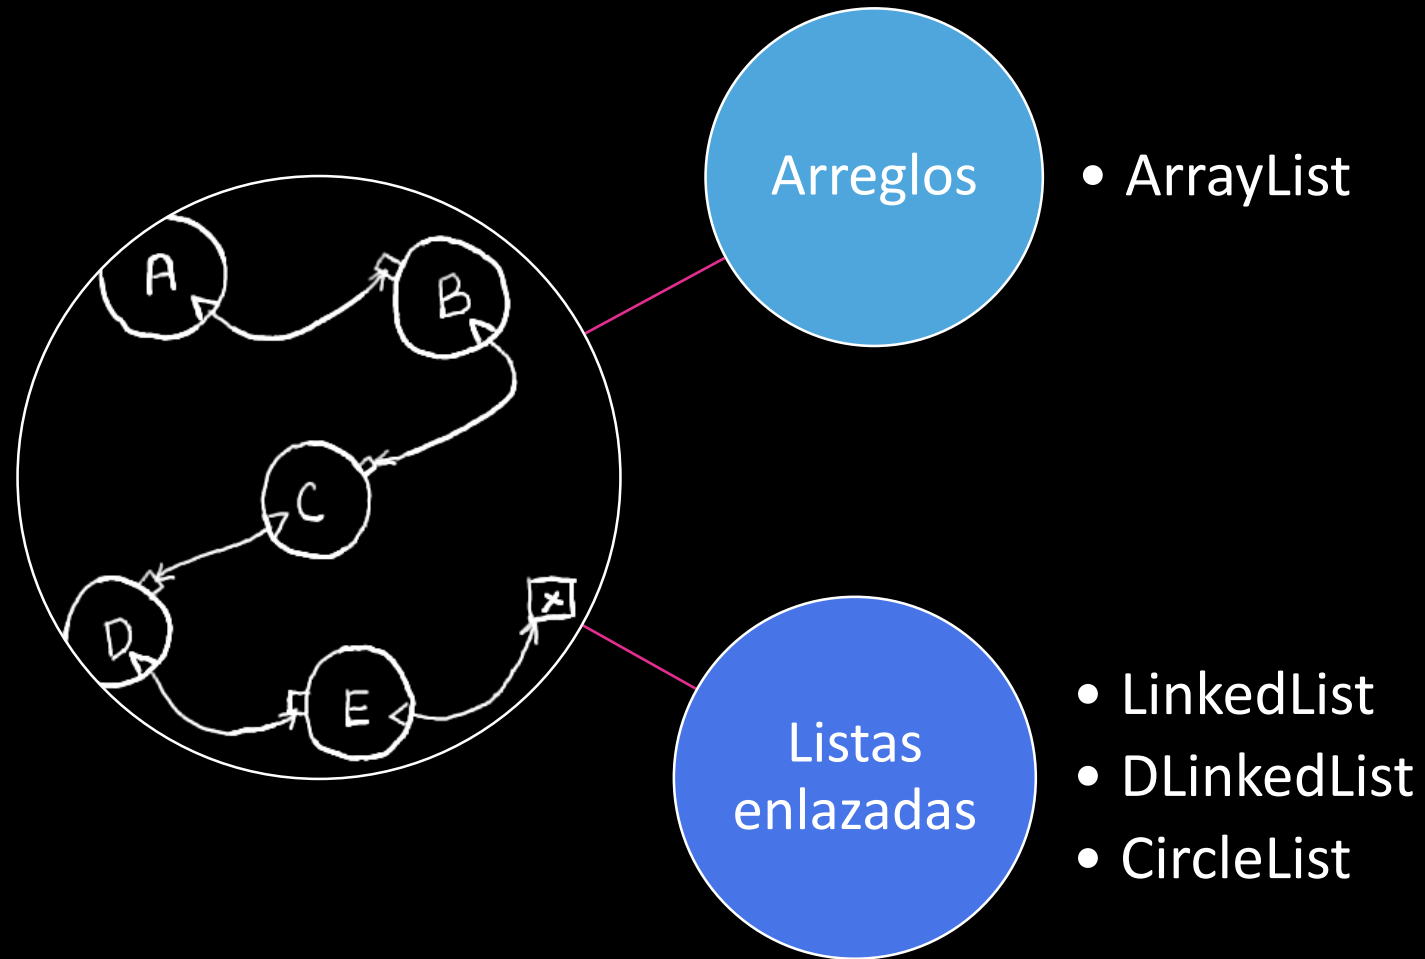 A
B
C
D
E
x
Arreglos
• ArrayList
Listas
enlazadas
• LinkedList
• DLinkedList
• CircleList